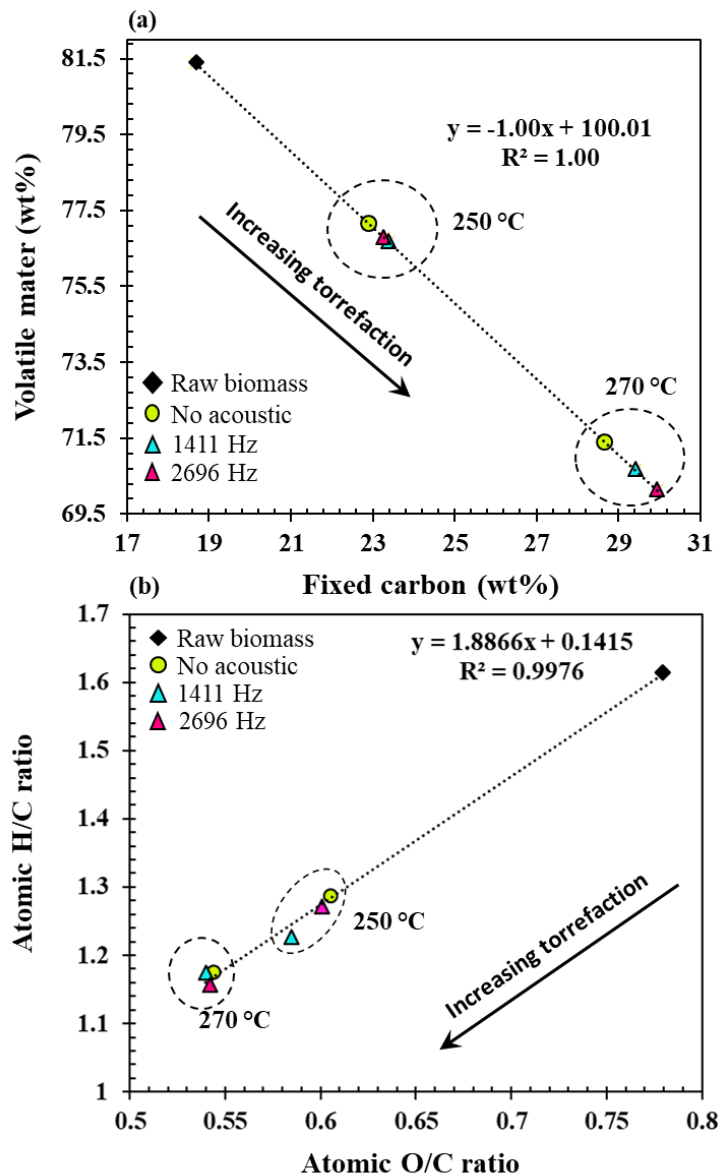 (a)
81.5
79.5
77.5
75.5
73.5
71.5
69.5
Volatile mater (wt%)
y = -1.00x + 100.01
R² = 1.00
250 °C
Increasing torrefaction
270 °C
Raw biomass
No acoustic
1411 Hz
2696 Hz
17 19 21 23 25 27 29 31
Fixed carbon (wt%)
(b)
1.7
1.6
1.5
1.4
1.3
1.2
1.1
1
Atomic H/C ratio
Raw biomass
No acoustic
1411 Hz
2696 Hz
y = 1.8866x + 0.1415
R² = 0.9976
250 °C
270 °C
Increasing torrefaction
0.5 0.55 0.6 0.65 0.7 0.75 0.8
Atomic O/C ratio